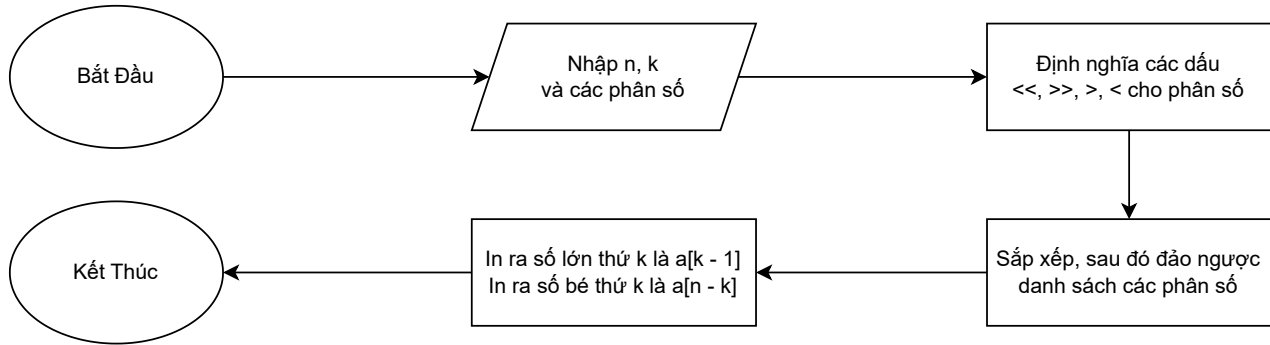 Bắt Đầu
Nhập n, k
và các phân số
Định nghĩa các dấu
<<, >>, >, < cho phân số
Sắp xếp, sau đó đảo ngược
danh sách các phân số
In ra số lớn thứ k là a[k - 1]
In ra số bé thứ k là a[n - k]
Kết Thúc